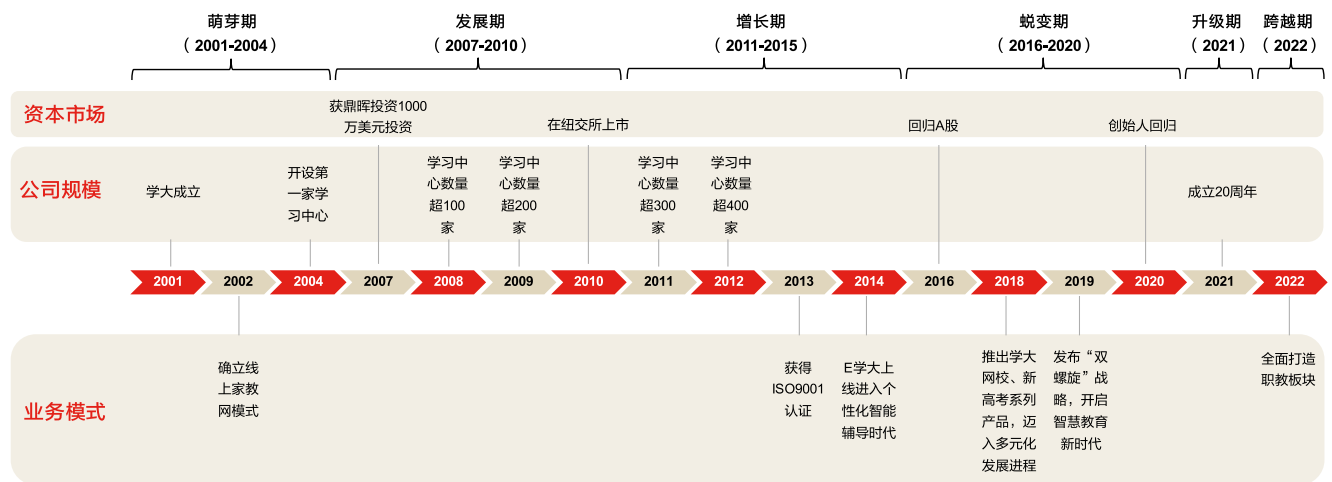 萌芽期
（ 2001-2004）
发展期
（ 2007-2010）
增长期
（ 2011-2015）
蜕变期
（ 2016-2020）
升级期
（ 2021）
跨越期
（ 2022）
资本市场
获鼎晖投资1000
万美元投资
在纽交所上市
回归A股
创始人回归
公司规模
学大成立
开设第
一家学
习中心
学习中
心数量
超100
家
学习中
心数量
超200
家
学习中
心数量
超300
家
学习中
心数量
超400
家
成立20周年
2001
2002
2004
2007
2008
2009
2010
2011
2012
2013
2014
2016
2018
2019
2020
2021
2022
业务模式
确立线
上家教
网模式
获得
ISO9001
认证
E学大上
线进入个
性化智能
辅导时代
推出学大
网校、新
高考系列
产品，迈
入多元化
发展进程
发布“双
螺旋”战
略，开启
智慧教育
新时代
全面打造
职教板块